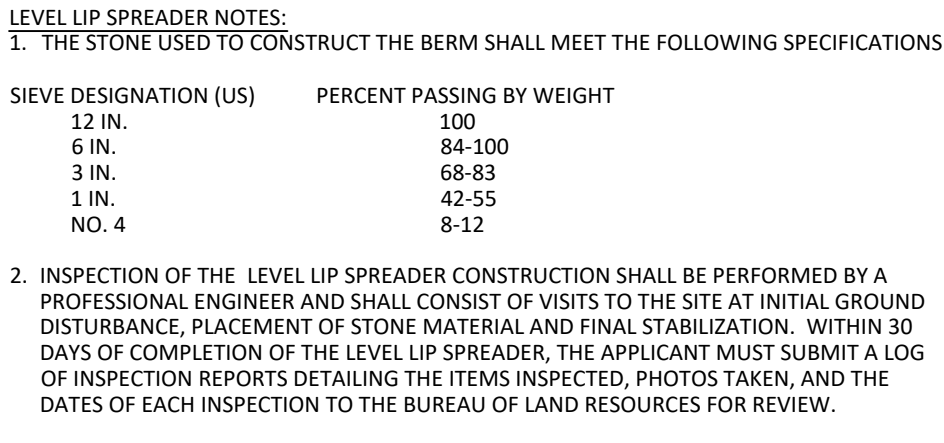 LEVEL LIP SPREADER NOTES:
1. THE STONE USED TO CONSTRUCT THE BERM SHALL MEET THE FOLLOWING SPECIFICATIONS
SIEVE DESIGNATION (US) PERCENT PASSING BY WEIGHT
12 IN. 100
6 IN. 84-100
3 IN. 68-83
1 IN. 42-55
NO. 4 8-12
2. INSPECTION OF THE LEVEL LIP SPREADER CONSTRUCTION SHALL BE PERFORMED BY A
PROFESSIONAL ENGINEER AND SHALL CONSIST OF VISITS TO THE SITE AT INITIAL GROUND
DISTURBANCE, PLACEMENT OF STONE MATERIAL AND FINAL STABILIZATION. WITHIN 30
DAYS OF COMPLETION OF THE LEVEL LIP SPREADER, THE APPLICANT MUST SUBMIT A LOG
OF INSPECTION REPORTS DETAILING THE ITEMS INSPECTED, PHOTOS TAKEN, AND THE
DATES OF EACH INSPECTION TO THE BUREAU OF LAND RESOURCES FOR REVIEW.